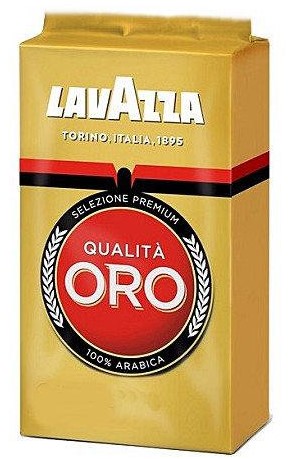 LAVAZZA
TORINO, ITALIA, 1895
SELEZIONE PREMIUM
QUALITÀ
ORO
100% ARABICA